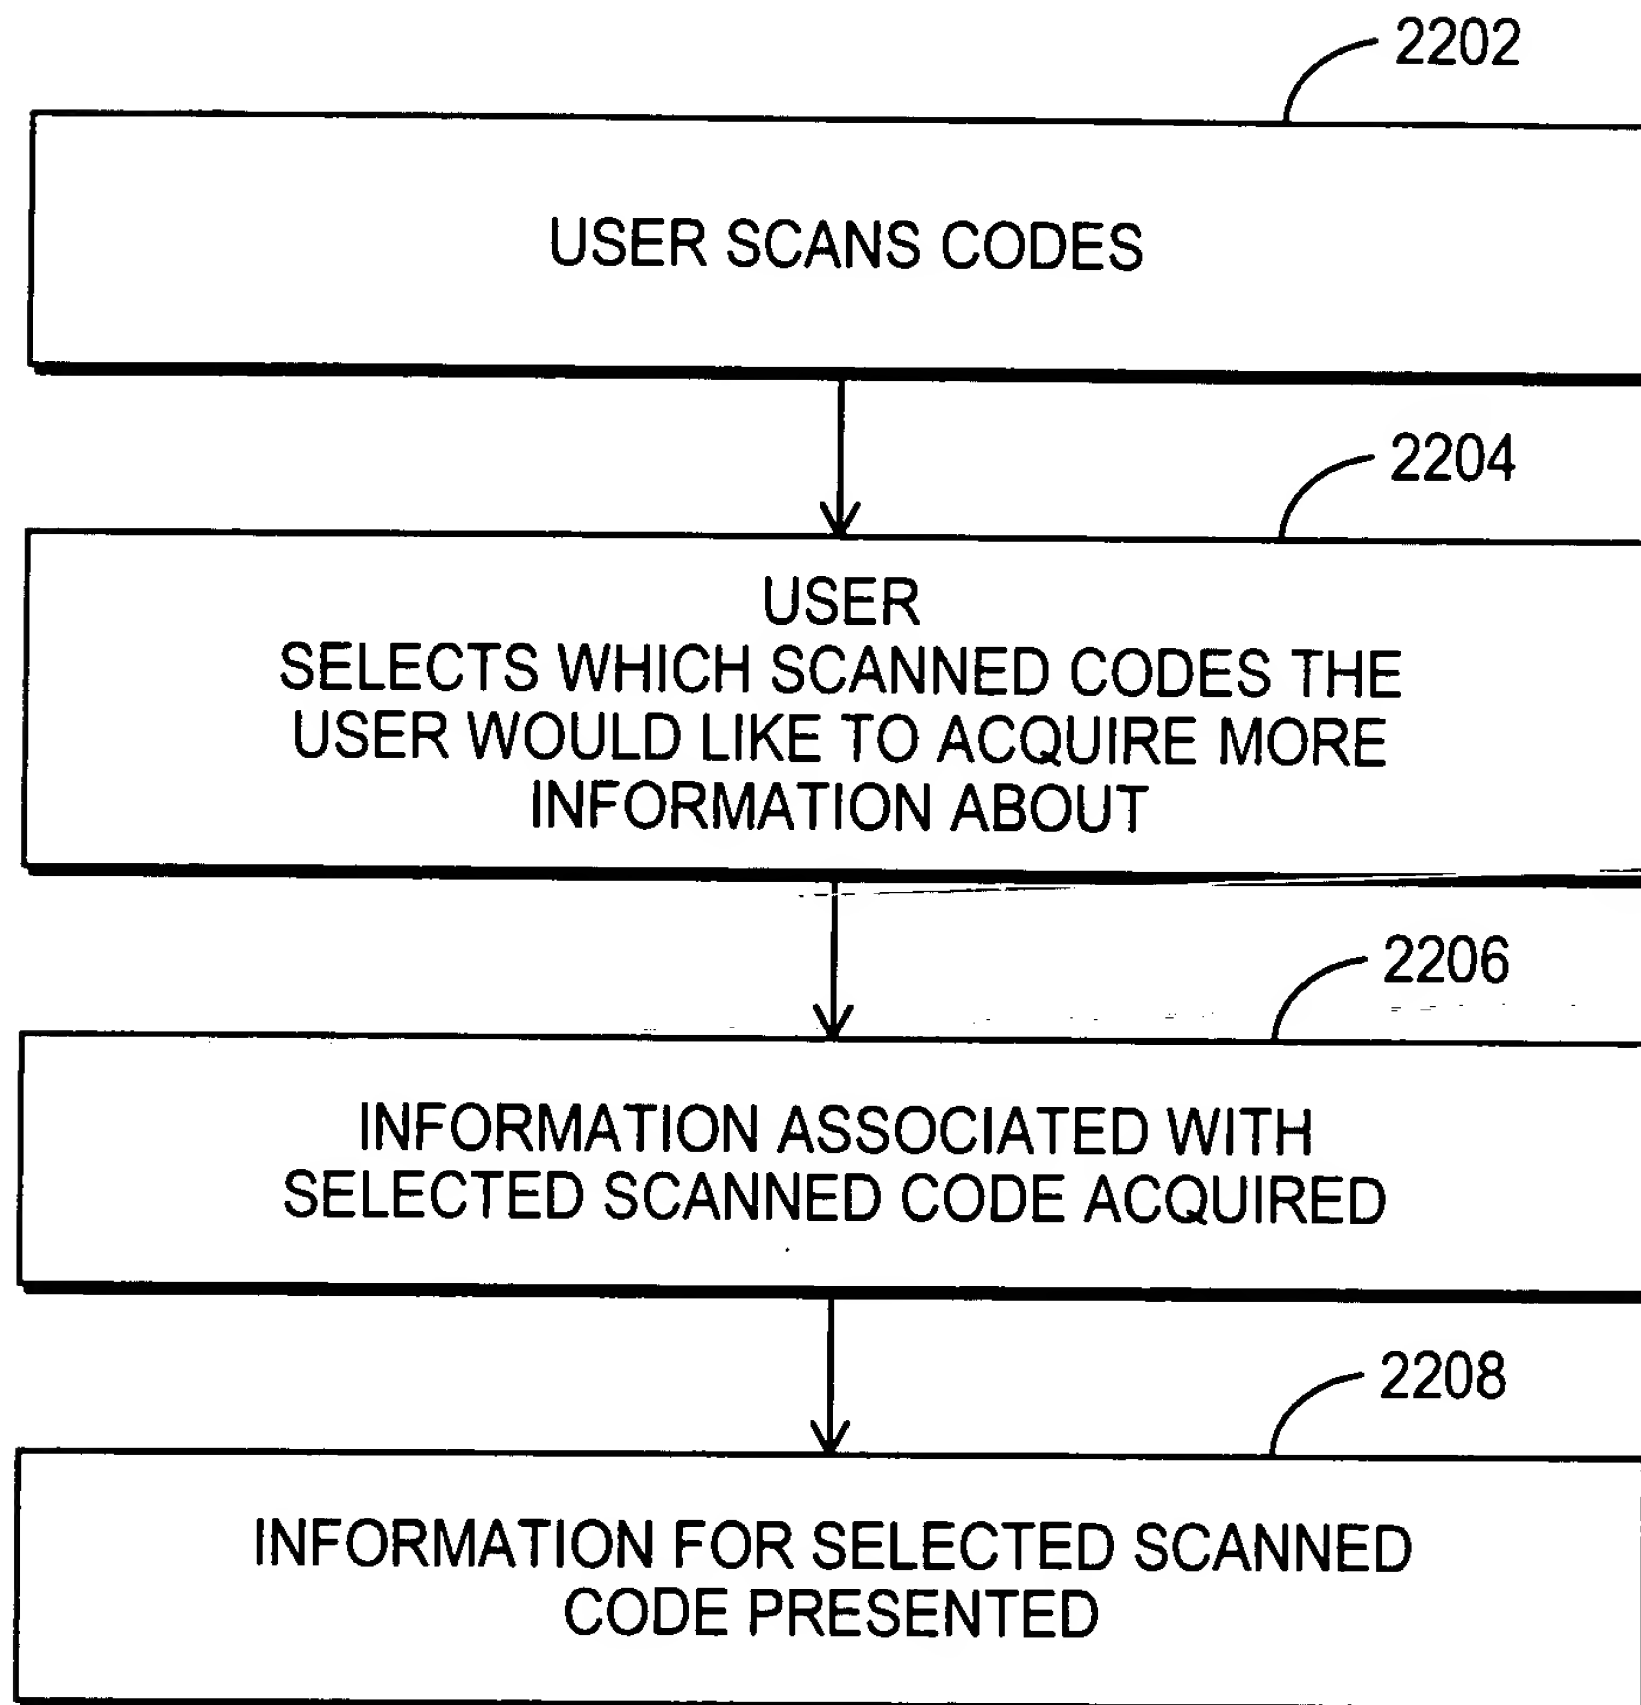 2202
USER SCANS CODES
2204
USER
SELECTS WHICH SCANNED CODES THE
USER WOULD LIKE TO ACQUIRE MORE
INFORMATION ABOUT
2206
INFORMATION ASSOCIATED WITH
SELECTED SCANNED CODE ACQUIRED
2208
INFORMATION FOR SELECTED SCANNED
CODE PRESENTED